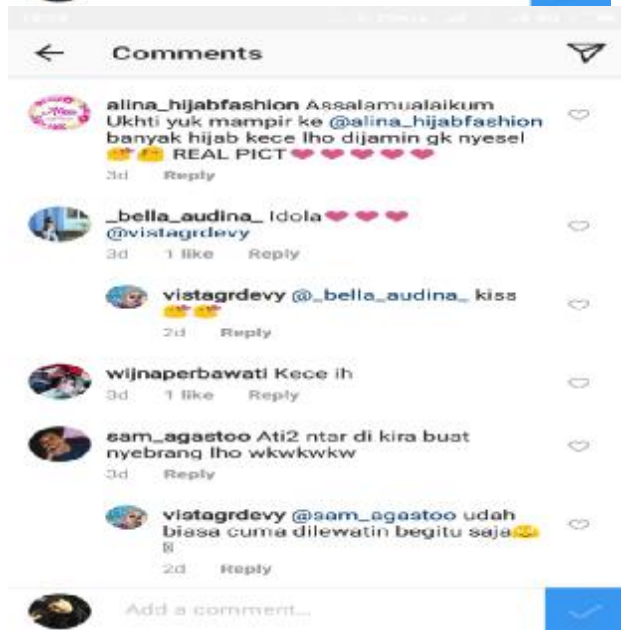 Comments
alina_hijabfashion Assalamualaikum
Ukhti yuk mampir ke @alina_hijabfashion
banyak hijab kece lho dijamin gk nyesel
REAL PICT
3d Reply
_bella_audina_ Idola
@vistagrdevy
3d 1 like Reply
vistagrdevy @_bella_audina_ kiss
2d Reply
wijnaperbawati Kece ih
3d 1 like Reply
sam_agastoo Ati2 ntar di kira buat
nyebrang lho wkwkwkw
3d Reply
vistagrdevy @sam_agastoo udah
biasa cuma dilewatin begitu saja
2d Reply
Add a comment...